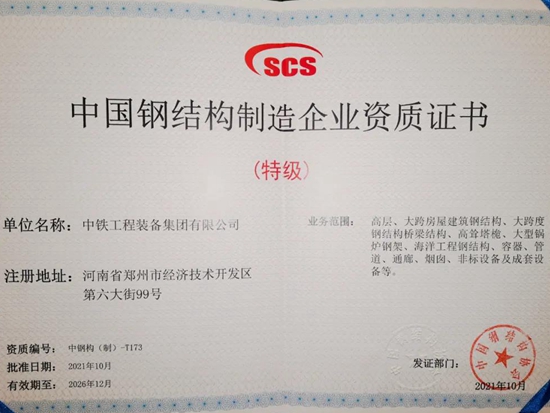 SCS
中国钢结构制造企业资质证书
(特级)
单位名称：中铁工程装备集团有限公司
注册地址：河南省郑州市经济技术开发区
第六大街99号
业务范围：高层、大跨房屋建筑钢结构、大跨度
钢结构桥梁结构、高耸塔桅、大型锅
炉钢架、海洋工程钢结构、容器、管
道、通廊、烟囱、非标设备及成套设
备等。
资质编号：中钢构（制）-T173
批准日期：2021年10月
有效期至：2026年12月
发证部门：
中国钢结构协会
2021年10月